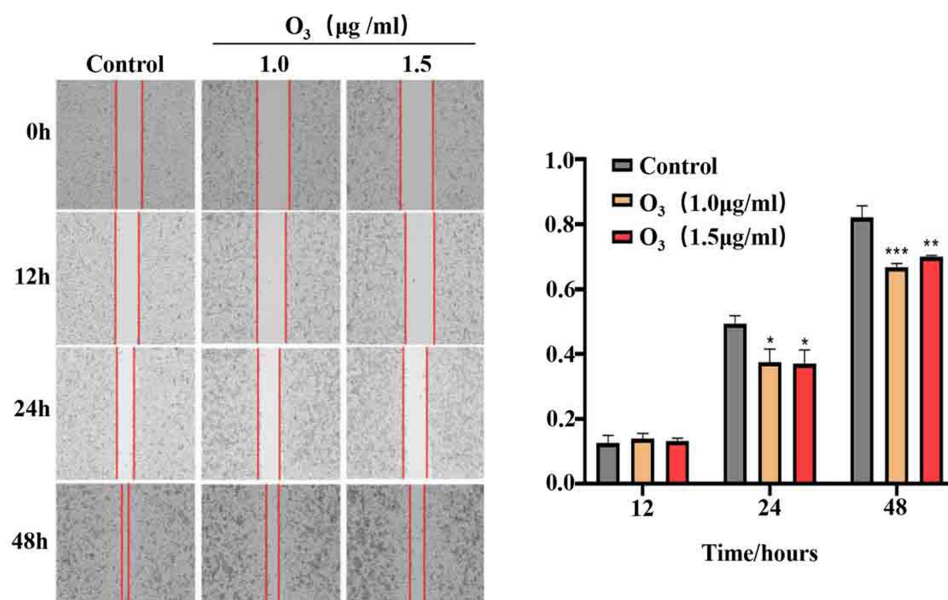 O₃ (μg /ml)
Control 1.0 1.5
0h
12h
24h
48h
1.0
0.8
0.6
0.4
0.2
0.0
Control
O₃ (1.0μg/ml)
O₃ (1.5μg/ml)
* *
*** **
12 24 48
Time/hours